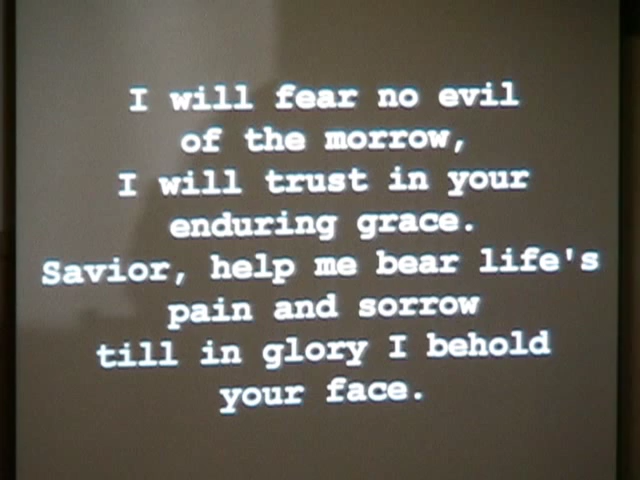 I will fear no evil
of the morrow,
I will trust in your
enduring grace.
Savior, help me bear life's
pain and sorrow
till in glory I behold
your face.